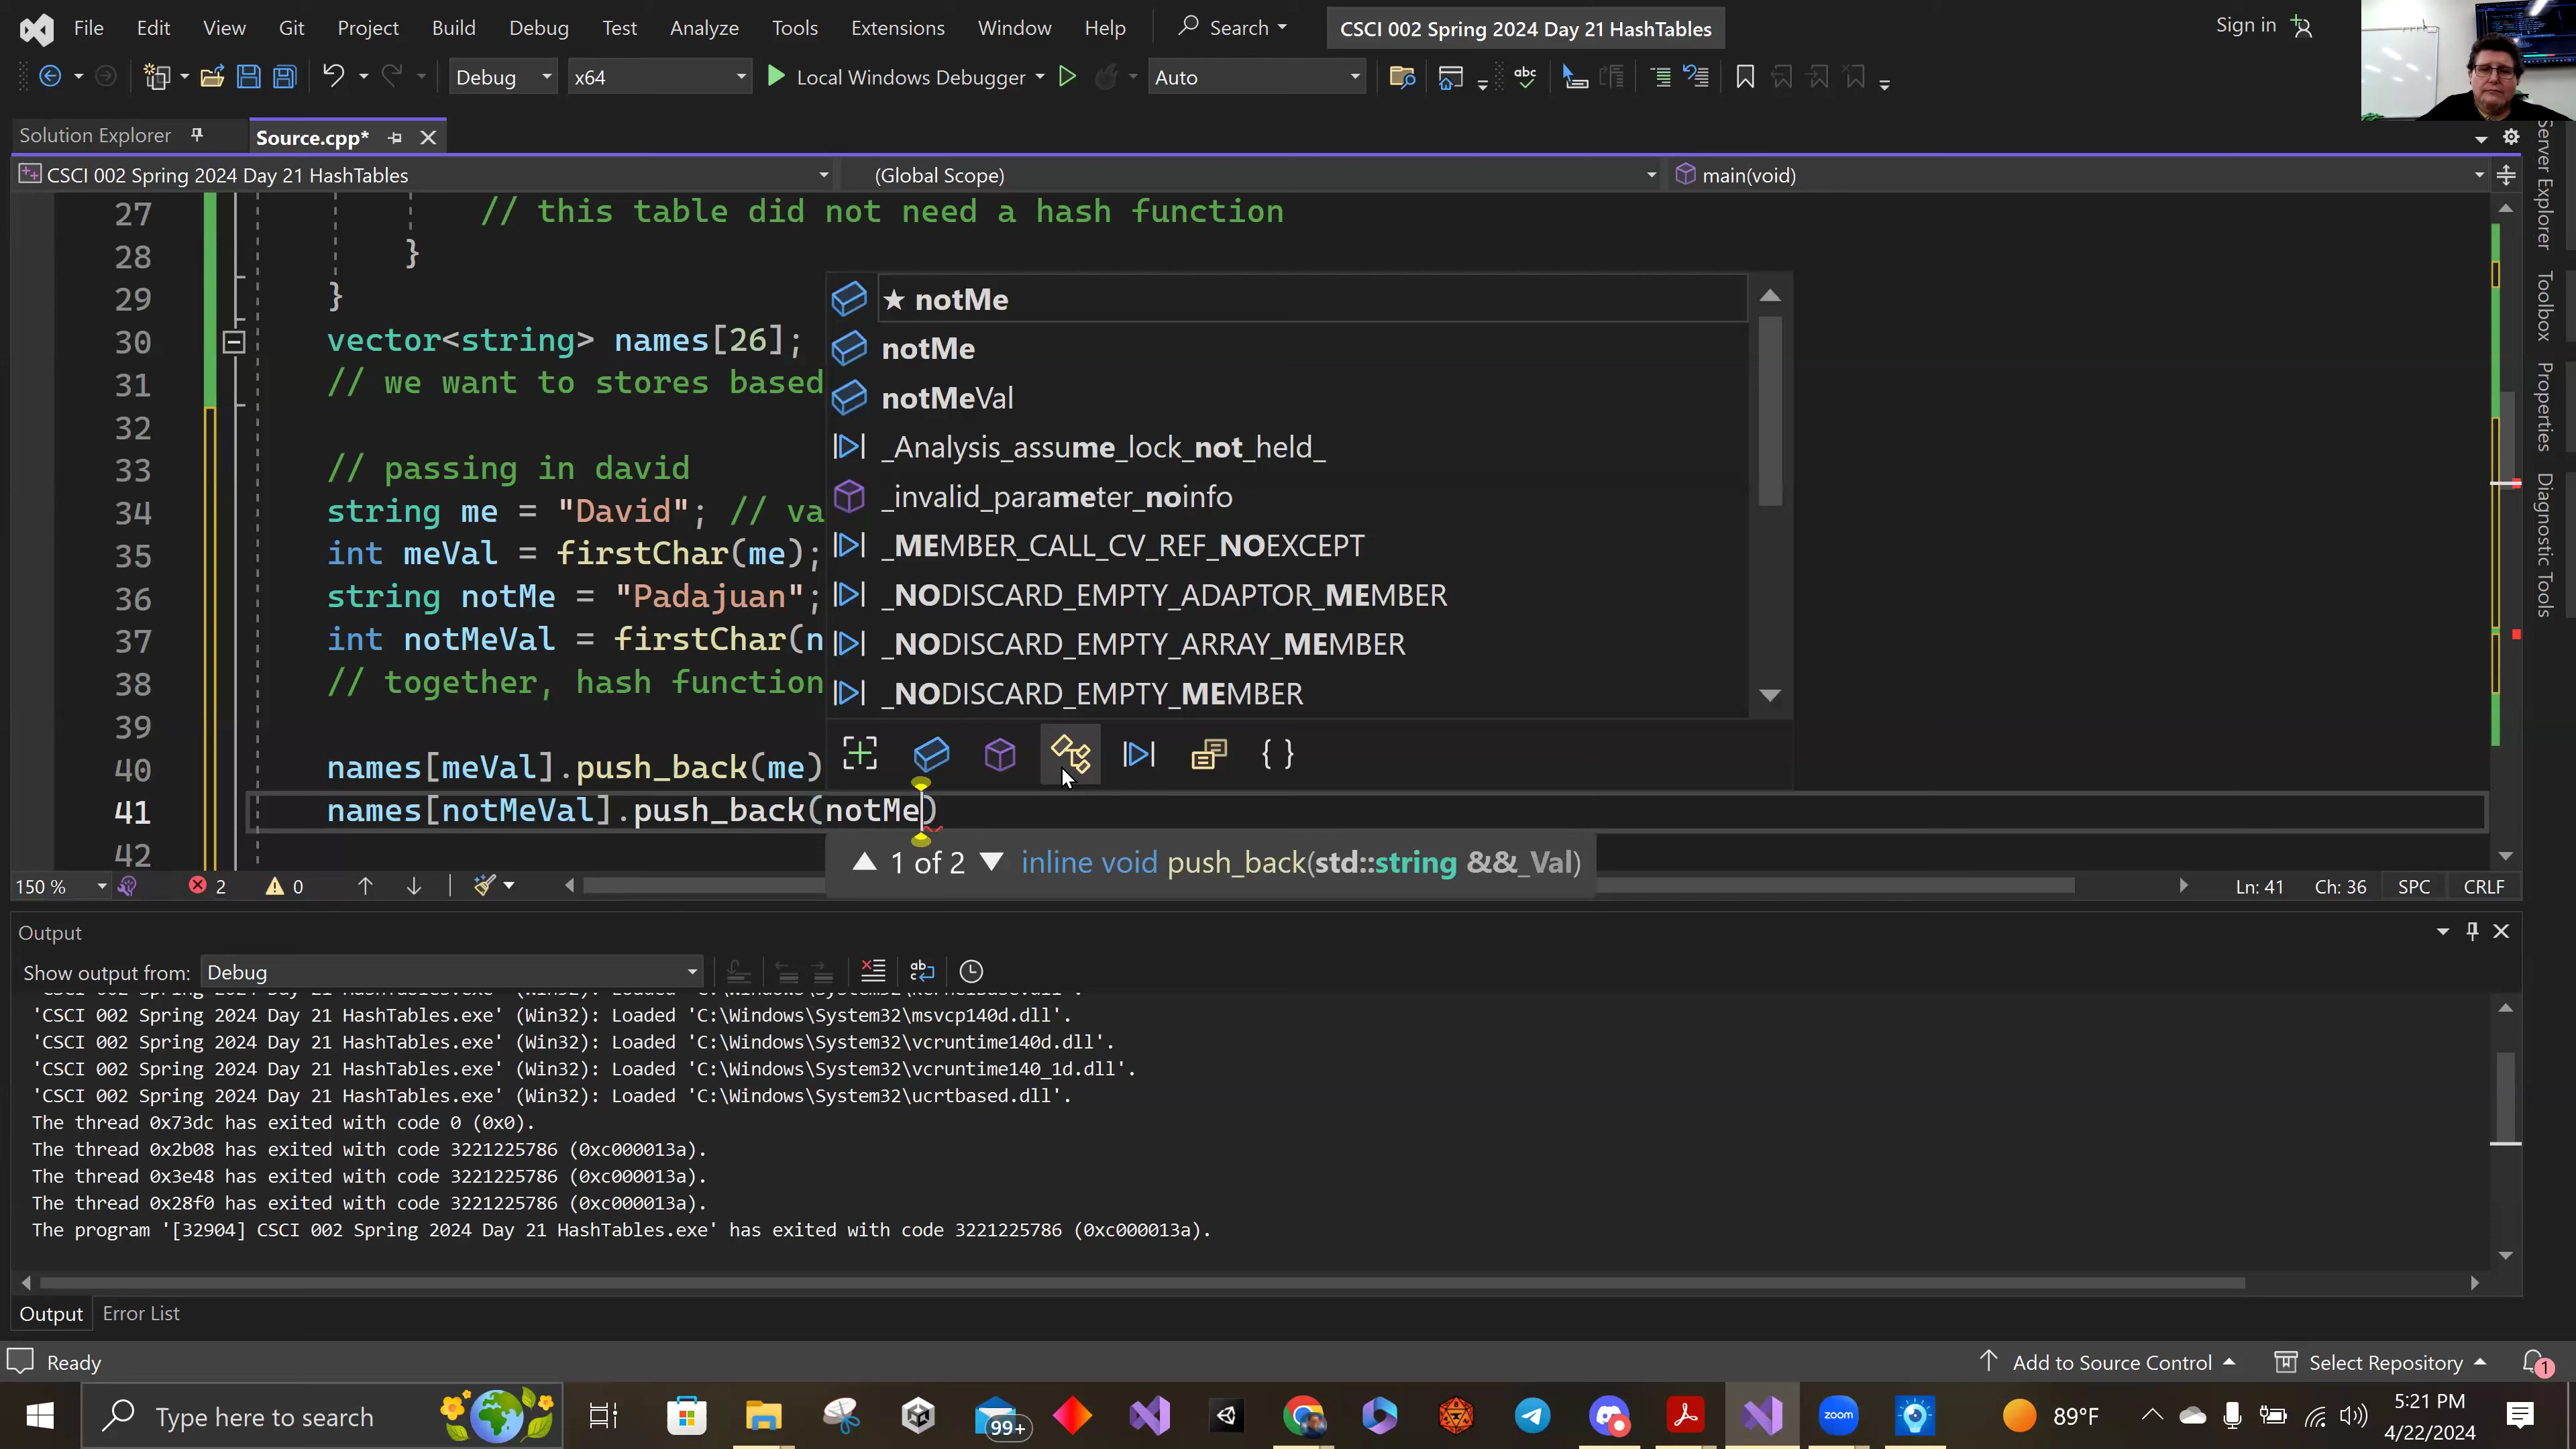 File Edit View Git Project Build Debug Test Analyze Tools Extensions Window Help Search CSCI 002 Spring 2024 Day 21 HashTables Sign in
Debug x64 Local Windows Debugger Auto
Solution Explorer Source.cpp*
CSCI 002 Spring 2024 Day 21 HashTables (Global Scope) main(void)
27 // this table did not need a hash function
28 }
29 }
30 vector<string> names[26];
31 // we want to stores based
32
33 // passing in david
34 string me = "David"; // va
35 int meVal = firstChar(me);
36 string notMe = "Padajuan";
37 int notMeVal = firstChar(n
38 // together, hash function
39
40 names[meVal].push_back(me)
41 names[notMeVal].push_back(notMe)
42
★ notMe
notMe
notMeVal
_Analysis_assume_lock_not_held_
_invalid_parameter_noinfo
_MEMBER_CALL_CV_REF_NOEXCEPT
_NODISCARD_EMPTY_ADAPTOR_MEMBER
_NODISCARD_EMPTY_ARRAY_MEMBER
_NODISCARD_EMPTY_MEMBER
{ }
▲ 1 of 2 ▼ inline void push_back(std::string &&_Val)
Server Explorer
Toolbox
Properties
Diagnostic Tools
150 % 2 0 Ln: 41 Ch: 36 SPC CRLF
Output
Show output from: Debug
'CSCI 002 Spring 2024 Day 21 HashTables.exe' (Win32): Loaded 'C:\Windows\System32\msvcp140d.dll'.
'CSCI 002 Spring 2024 Day 21 HashTables.exe' (Win32): Loaded 'C:\Windows\System32\vcruntime140d.dll'.
'CSCI 002 Spring 2024 Day 21 HashTables.exe' (Win32): Loaded 'C:\Windows\System32\vcruntime140_1d.dll'.
'CSCI 002 Spring 2024 Day 21 HashTables.exe' (Win32): Loaded 'C:\Windows\System32\ucrtbased.dll'.
The thread 0x73dc has exited with code 0 (0x0).
The thread 0x2b08 has exited with code 3221225786 (0xc000013a).
The thread 0x3e48 has exited with code 3221225786 (0xc000013a).
The thread 0x28f0 has exited with code 3221225786 (0xc000013a).
The program '[32904] CSCI 002 Spring 2024 Day 21 HashTables.exe' has exited with code 3221225786 (0xc000013a).
Output Error List
Ready Add to Source Control Select Repository 1
Type here to search 99+ zoom 89°F 5:21 PM
4/22/2024